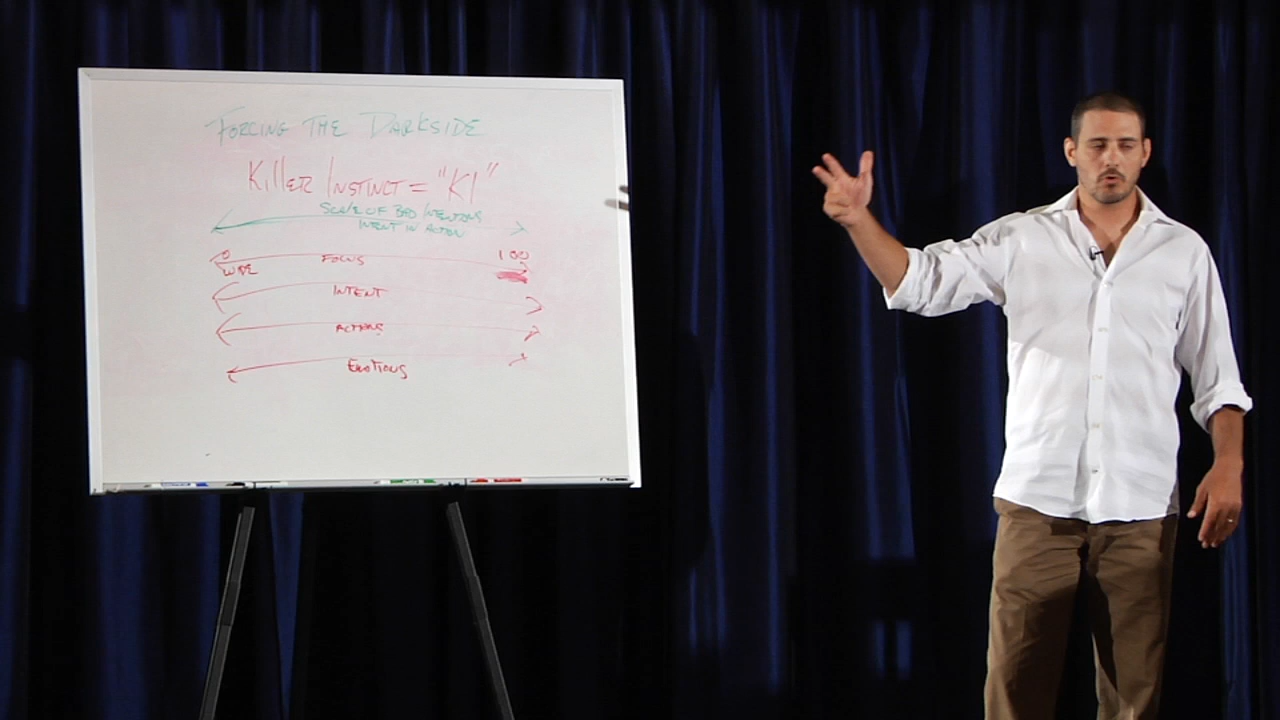 FORCING THE DARKSIDE
KILLER INSTINCT = "KI"
SCALE OF BAD INTENTIONS
INTENT IN ACTION
0 FOCUS 100
WIDE
INTENT
ACTIONS
EMOTIONS